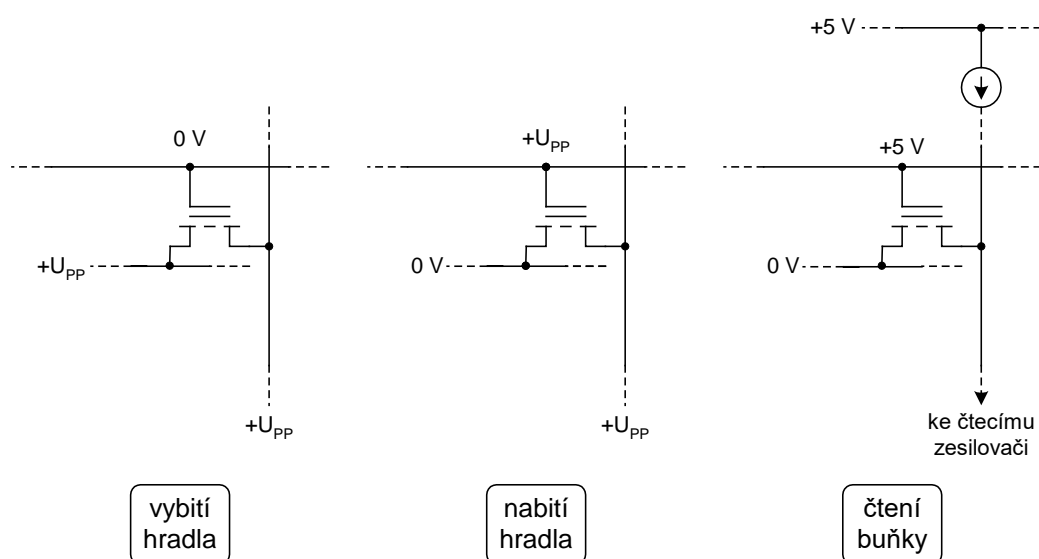 +5 V
0 V
+U_PP
+5 V
+U_PP
0 V
0 V
+U_PP
+U_PP
ke čtecímu
zesilovači
vybití
hradla
nabití
hradla
čtení
buňky